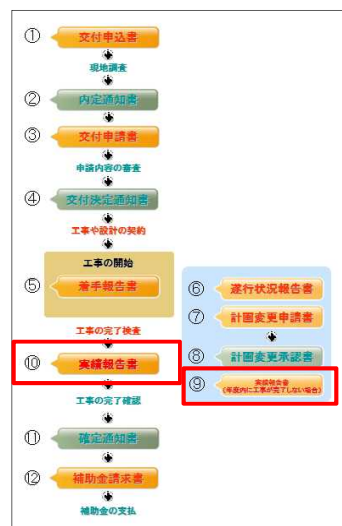 ① 交付申込書
現地調査
② 内定通知書
③ 交付申請書
申請内容の審査
④ 交付決定通知書
工事や設計の契約
工事の開始
⑤ 着手報告書
工事の完了検査
⑩ 実績報告書
工事の完了確認
⑪ 確定通知書
⑫ 補助金請求書
補助金の支払
⑥ 遂行状況報告書
⑦ 計画変更申請書
⑧ 計画変更承認書
⑨ 実績報告書
(年度内に工事が完了しない場合)